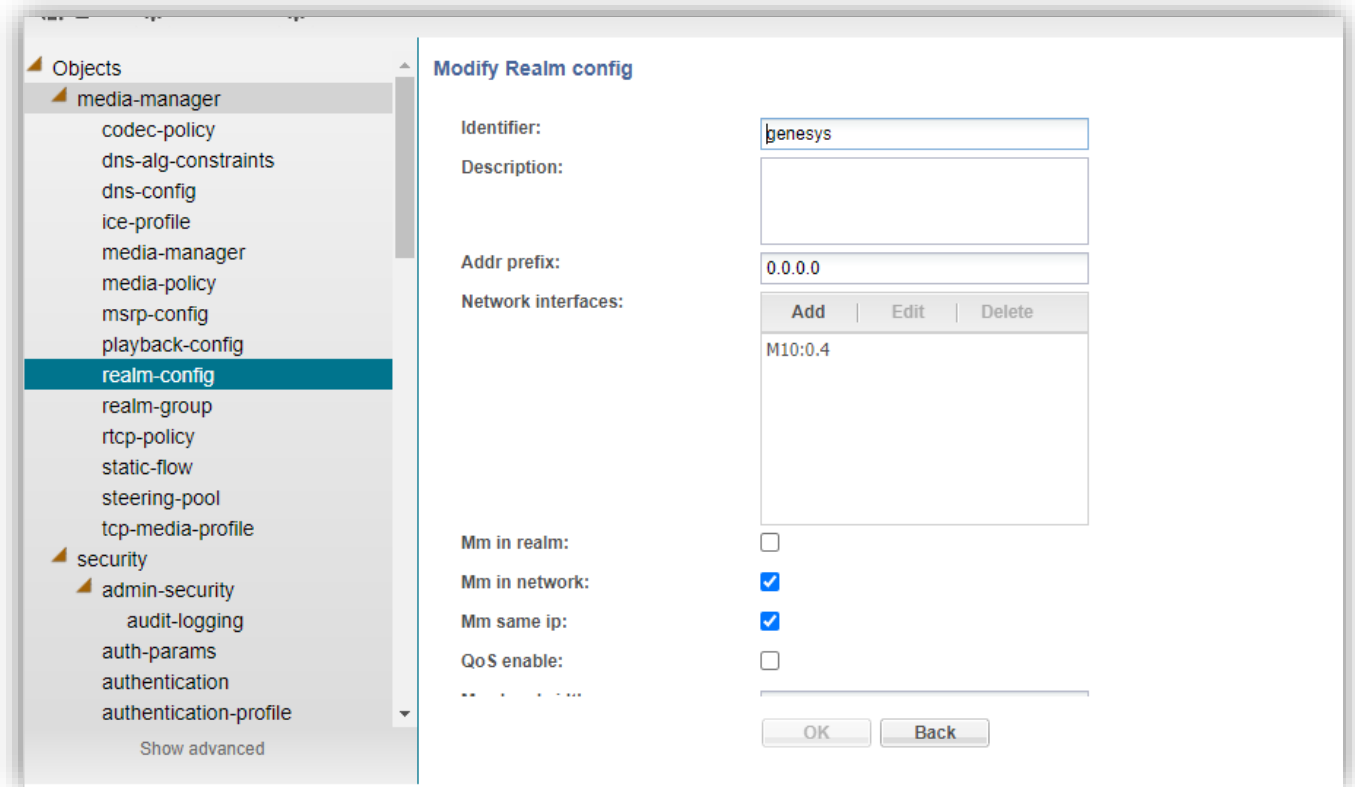 Objects
media-manager
codec-policy
dns-alg-constraints
dns-config
ice-profile
media-manager
media-policy
msrp-config
playback-config
realm-config
realm-group
rtcp-policy
static-flow
steering-pool
tcp-media-profile
security
admin-security
audit-logging
auth-params
authentication
authentication-profile
Show advanced
Modify Realm config
Identifier: genesys
Description:
Addr prefix: 0.0.0.0
Network interfaces: Add Edit Delete
M10:0.4
Mm in realm:
Mm in network:
Mm same ip:
QoS enable:
OK Back